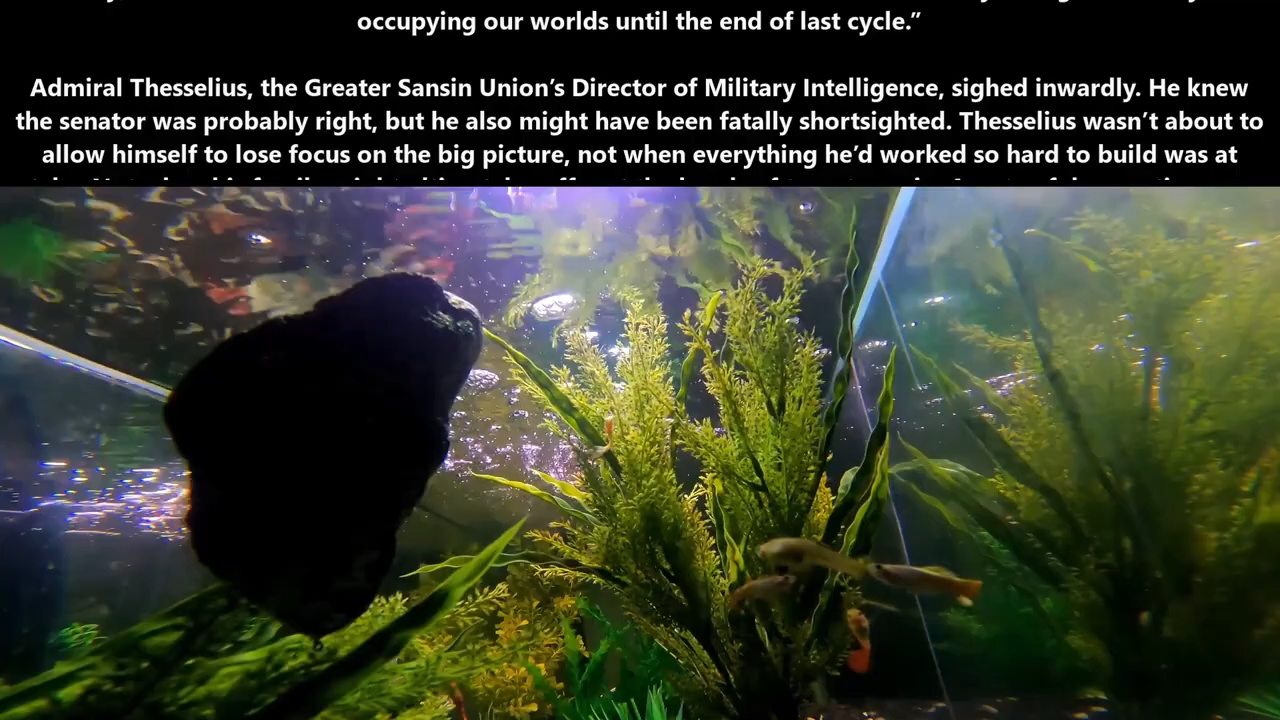 occupying our worlds until the end of last cycle.”
Admiral Thesselius, the Greater Sansin Union’s Director of Military Intelligence, sighed inwardly. He knew
the senator was probably right, but he also might have been fatally shortsighted. Thesselius wasn’t about to
allow himself to lose focus on the big picture, not when everything he’d worked so hard to build was at